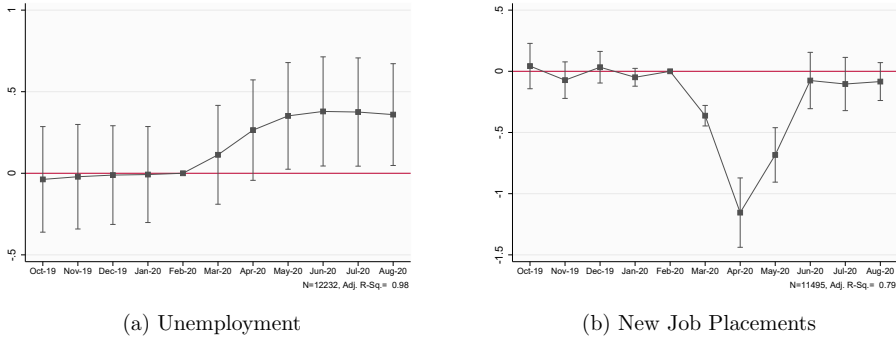 1
.5
0
-.5
Oct-19 Nov-19 Dec-19 Jan-20 Feb-20 Mar-20 Apr-20 May-20 Jun-20 Jul-20 Aug-20
N=12232, Adj. R-Sq.= 0.98
(a) Unemployment
.5
0
-.5
-1
-1.5
Oct-19 Nov-19 Dec-19 Jan-20 Feb-20 Mar-20 Apr-20 May-20 Jun-20 Jul-20 Aug-20
N=11495, Adj. R-Sq.= 0.79
(b) New Job Placements